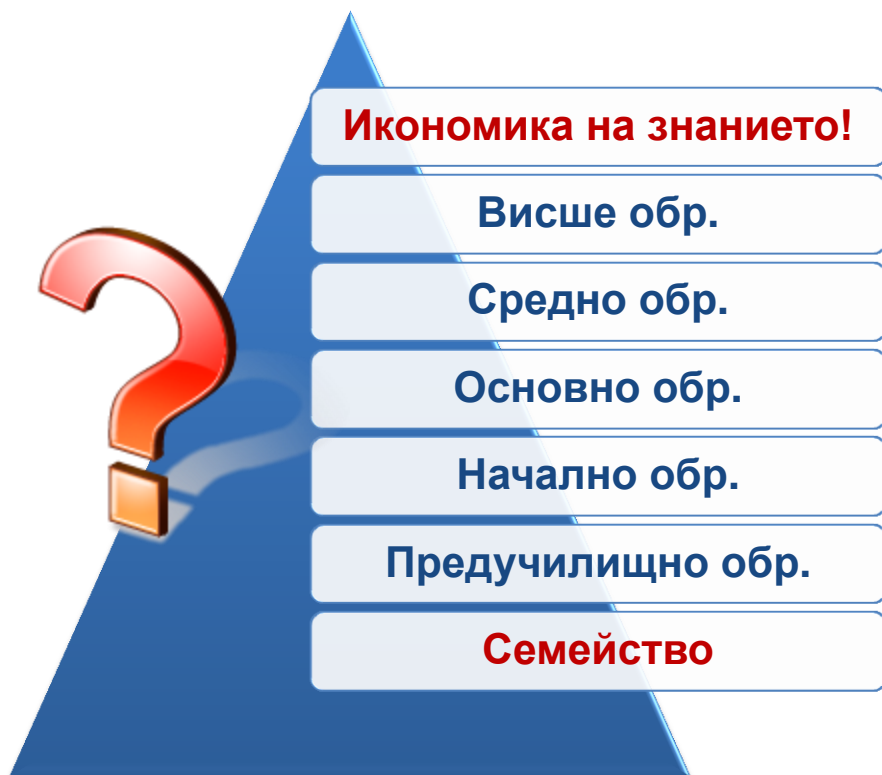 Икономика на знанието!
Висше обр.
Средно обр.
Основно обр.
Начално обр.
Предучилищно обр.
Семейство